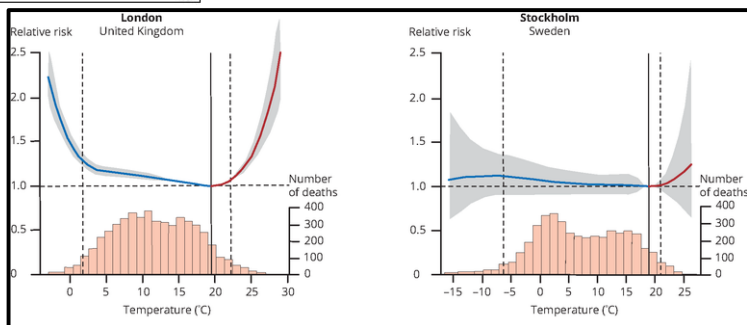 London
Relative risk United Kingdom
2.5
2.0
1.5
1.0
Number
of deaths
400
0.5
300
200
100
0
0
0 5 10 15 20 25 30
Temperature (°C)
Stockholm
Relative risk Sweden
2.5
2.0
1.5
1.0
Number
of deaths
400
0.5
300
200
100
0
0
−15 −10 −5 0 5 10 15 20 25
Temperature (°C)